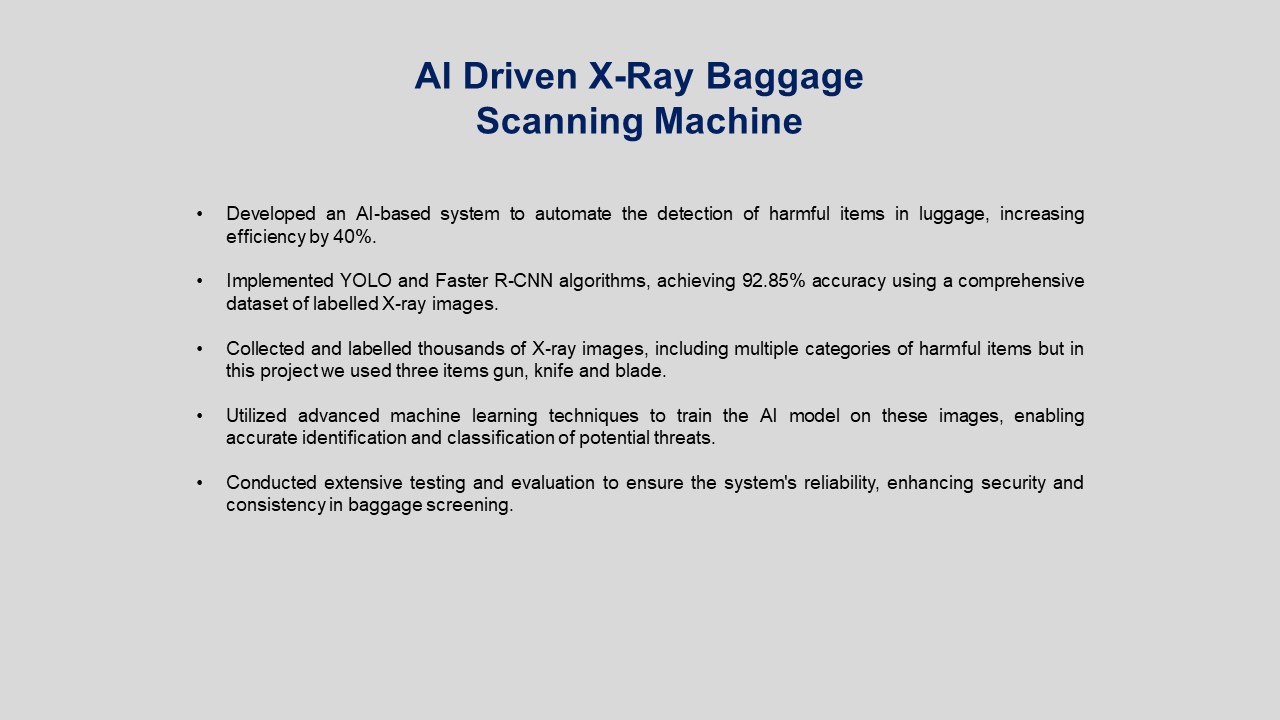 AI Driven X-Ray Baggage
Scanning Machine
• Developed an AI-based system to automate the detection of harmful items in luggage, increasing
efficiency by 40%.
• Implemented YOLO and Faster R-CNN algorithms, achieving 92.85% accuracy using a comprehensive
dataset of labelled X-ray images.
• Collected and labelled thousands of X-ray images, including multiple categories of harmful items but in
this project we used three items gun, knife and blade.
• Utilized advanced machine learning techniques to train the AI model on these images, enabling
accurate identification and classification of potential threats.
• Conducted extensive testing and evaluation to ensure the system's reliability, enhancing security and
consistency in baggage screening.